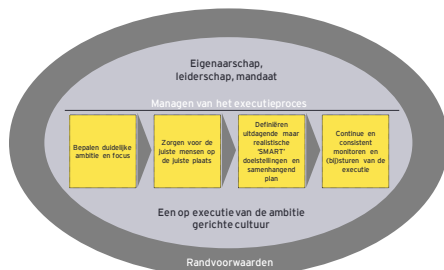 Eigenaarschap,
leiderschap, mandaat
Managen van het executieproces
Bepalen duidelijke
ambitie en focus
Zorgen voor de
juiste mensen op
de juiste plaats
Definiëren
uitdagende maar
realistische
'SMART'
doelstellingen en
samenhangend
plan
Continue en
consistent
monitoren en
(bij)sturen van de
executie
Een op executie van de ambitie
gerichte cultuur
Randvoorwaarden